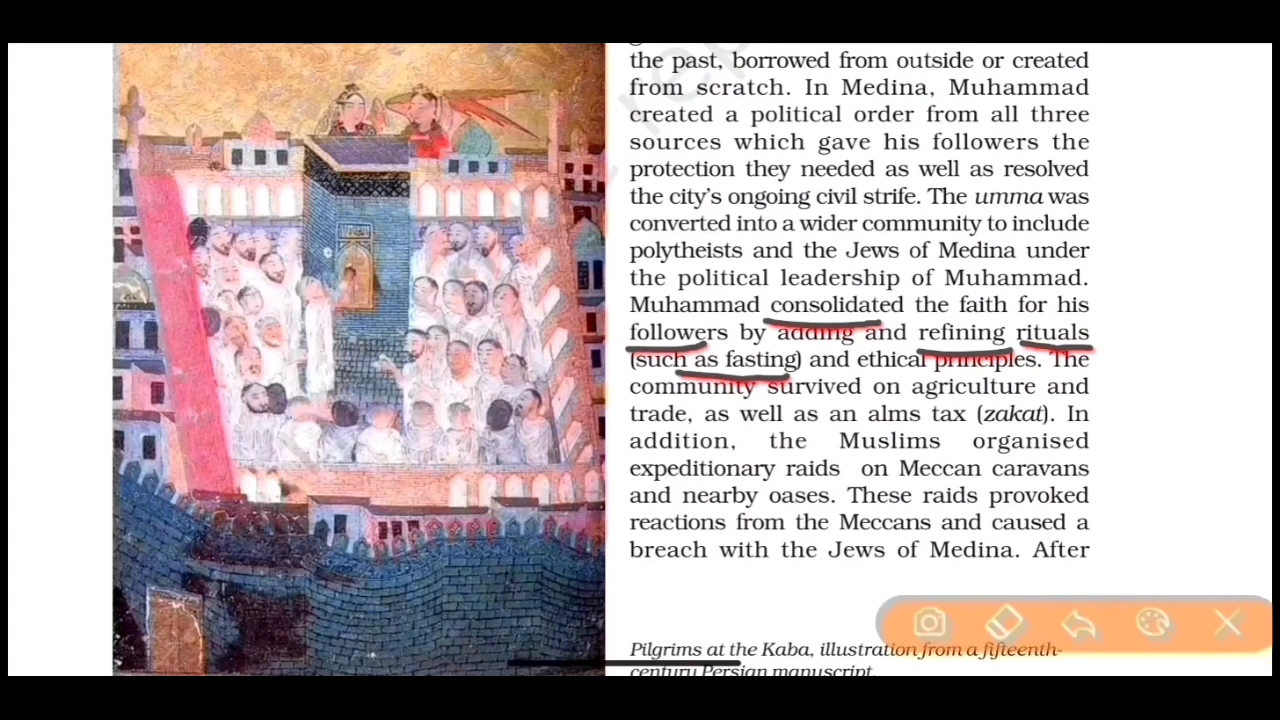 the past, borrowed from outside or created
from scratch. In Medina, Muhammad
created a political order from all three
sources which gave his followers the
protection they needed as well as resolved
the city's ongoing civil strife. The umma was
converted into a wider community to include
polytheists and the Jews of Medina under
the political leadership of Muhammad.
Muhammad consolidated the faith for his
followers by adding and refining rituals
(such as fasting) and ethical principles. The
community survived on agriculture and
trade, as well as an alms tax (zakat). In
addition, the Muslims organised
expeditionary raids on Meccan caravans
and nearby oases. These raids provoked
reactions from the Meccans and caused a
breach with the Jews of Medina. After
Pilgrims at the Kaba, illustration from a fifteenth-
century Persian manuscript.